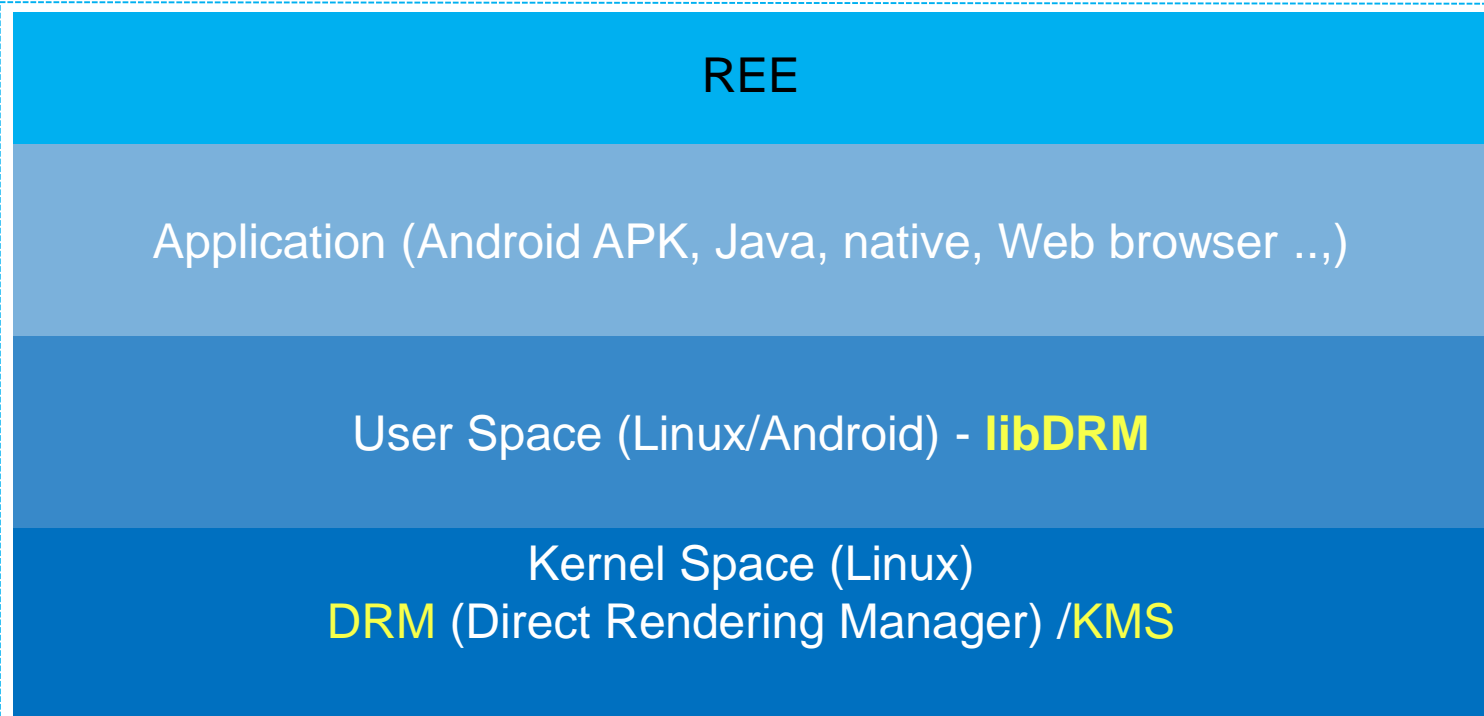 REE
Application (Android APK, Java, native, Web browser ..,)
User Space (Linux/Android) - libDRM
Kernel Space (Linux)
DRM (Direct Rendering Manager) /KMS